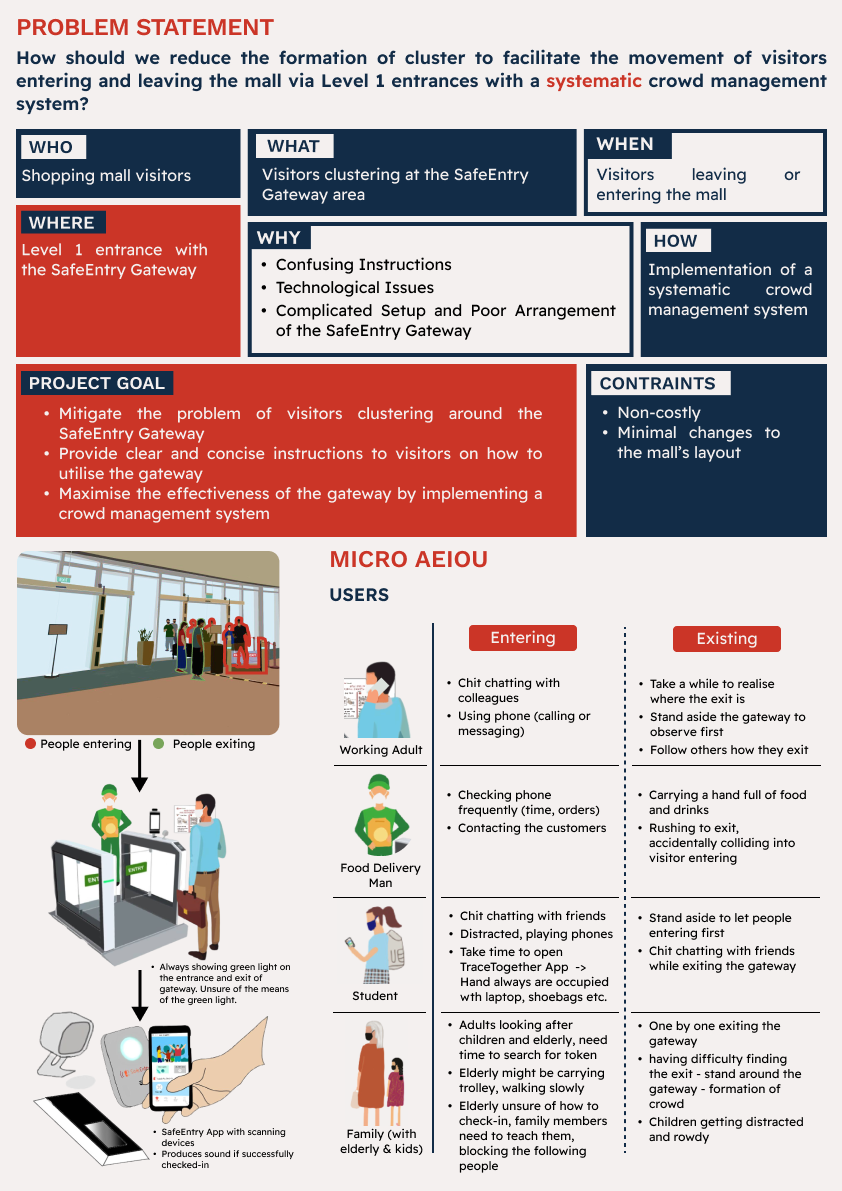 PROBLEM STATEMENT
How should we reduce the formation of cluster to facilitate the movement of visitors
entering and leaving the mall via Level 1 entrances with a systematic crowd management
system?
WHO
Shopping mall visitors
WHAT
Visitors clustering at the SafeEntry
Gateway area
WHEN
Visitors leaving or
entering the mall
WHERE
Level 1 entrance with
the SafeEntry Gateway
WHY
• Confusing Instructions
• Technological Issues
• Complicated Setup and Poor Arrangement
of the SafeEntry Gateway
HOW
Implementation of a
systematic crowd
management system
PROJECT GOAL
• Mitigate the problem of visitors clustering around the
SafeEntry Gateway
• Provide clear and concise instructions to visitors on how to
utilise the gateway
• Maximise the effectiveness of the gateway by implementing a
crowd management system
CONTRAINTS
• Non-costly
• Minimal changes to
the mall's layout
People entering
People exiting
ENTRY
• Always showing green light on
the entrance and exit of
gateway. Unsure of the means
of the green light.
• SafeEntry App with scanning
devices
• Produces sound if successfully
checked-in
MICRO AEIOU
USERS
Entering
Existing
Working Adult
• Chit chatting with
colleagues
• Using phone (calling or
messaging)
• Take a while to realise
where the exit is
• Stand aside the gateway to
observe first
• Follow others how they exit
Food Delivery
Man
• Checking phone
frequently (time, orders)
• Contacting the customers
• Carrying a hand full of food
and drinks
• Rushing to exit,
accidentally colliding into
visitor entering
Student
• Chit chatting with friends
• Distracted, playing phones
• Take time to open
TraceTogether App ->
Hand always are occupied
wth laptop, shoebags etc.
• Stand aside to let people
entering first
• Chit chatting with friends
while exiting the gateway
Family (with
elderly & kids)
• Adults looking after
children and elderly, need
time to search for token
• Elderly might be carrying
trolley, walking slowly
• Elderly unsure of how to
check-in, family members
need to teach them,
blocking the following
people
• One by one exiting the
gateway
• having difficulty finding
the exit - stand around the
gateway - formation of
crowd
• Children getting distracted
and rowdy